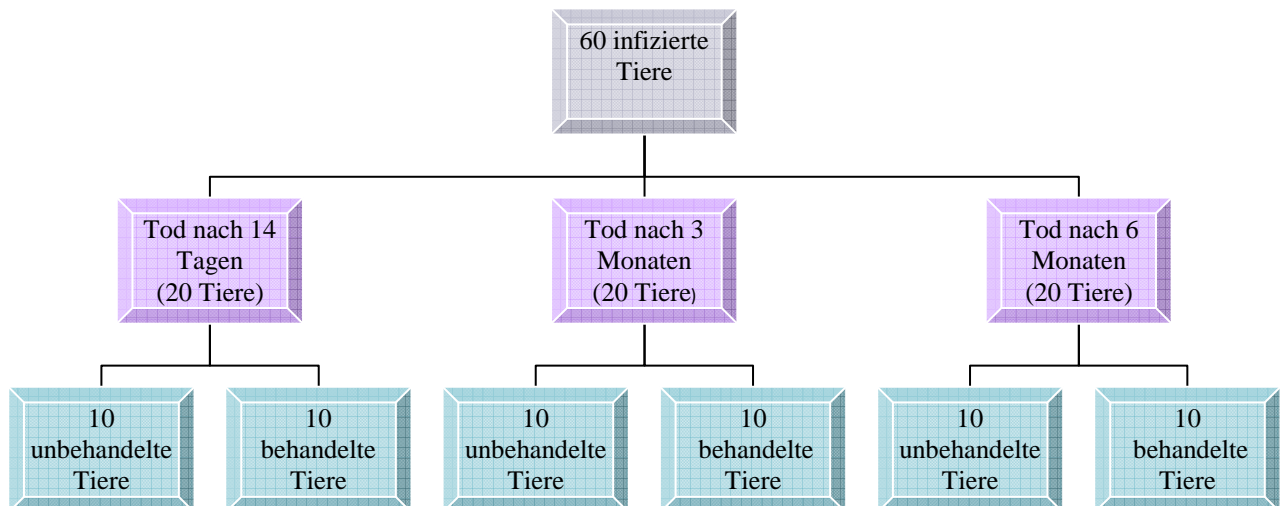 60 infizierte
Tiere
Tod nach 14
Tagen
(20 Tiere)
Tod nach 3
Monaten
(20 Tiere)
Tod nach 6
Monaten
(20 Tiere)
10
unbehandelte
Tiere
10
behandelte
Tiere
10
unbehandelte
Tiere
10
behandelte
Tiere
10
unbehandelte
Tiere
10
behandelte
Tiere